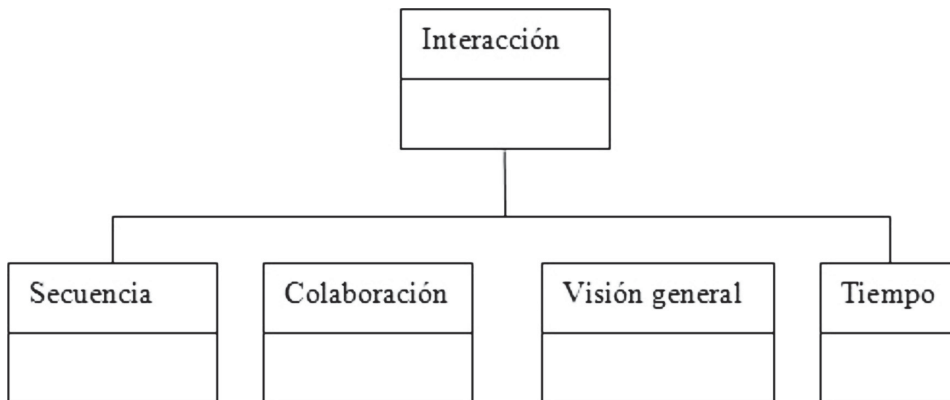 Interacción
Secuencia
Colaboración
Visión general
Tiempo